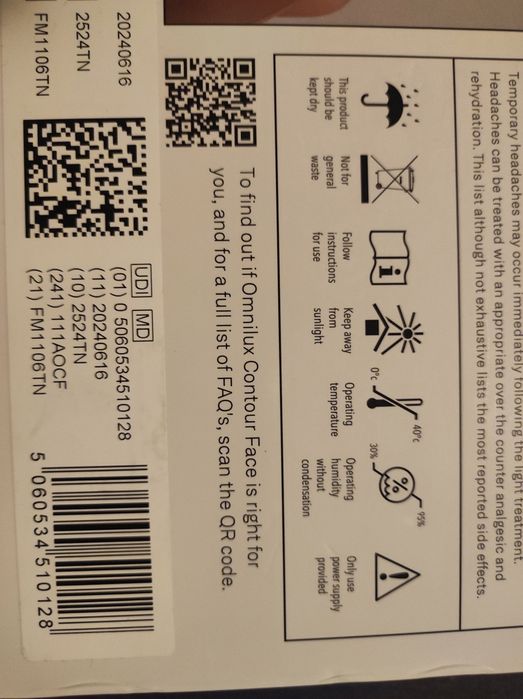 Temporary headaches may occur immediately following the light treatment.
Headaches can be treated with an appropriate over the counter analgesic and
rehydration. This list although not exhaustive lists the most reported side effects.
This product
should be
kept dry
Not for
general
waste
Follow
instructions
for use
Keep away
from
sunlight
0°c
40°c
Operating
temperature
30%
95%
Operating
humidity
without
condensation
Only use
power supply
provided
To find out if Omnilux Contour Face is right for
you, and for a full list of FAQ's, scan the QR code.
20240616
2524TN
FM1106TN
UDI MD
(01) 0 5060534510128
(11) 20240616
(10) 2524TN
(241) 111AOCF
(21) FM1106TN
5 060534 510128